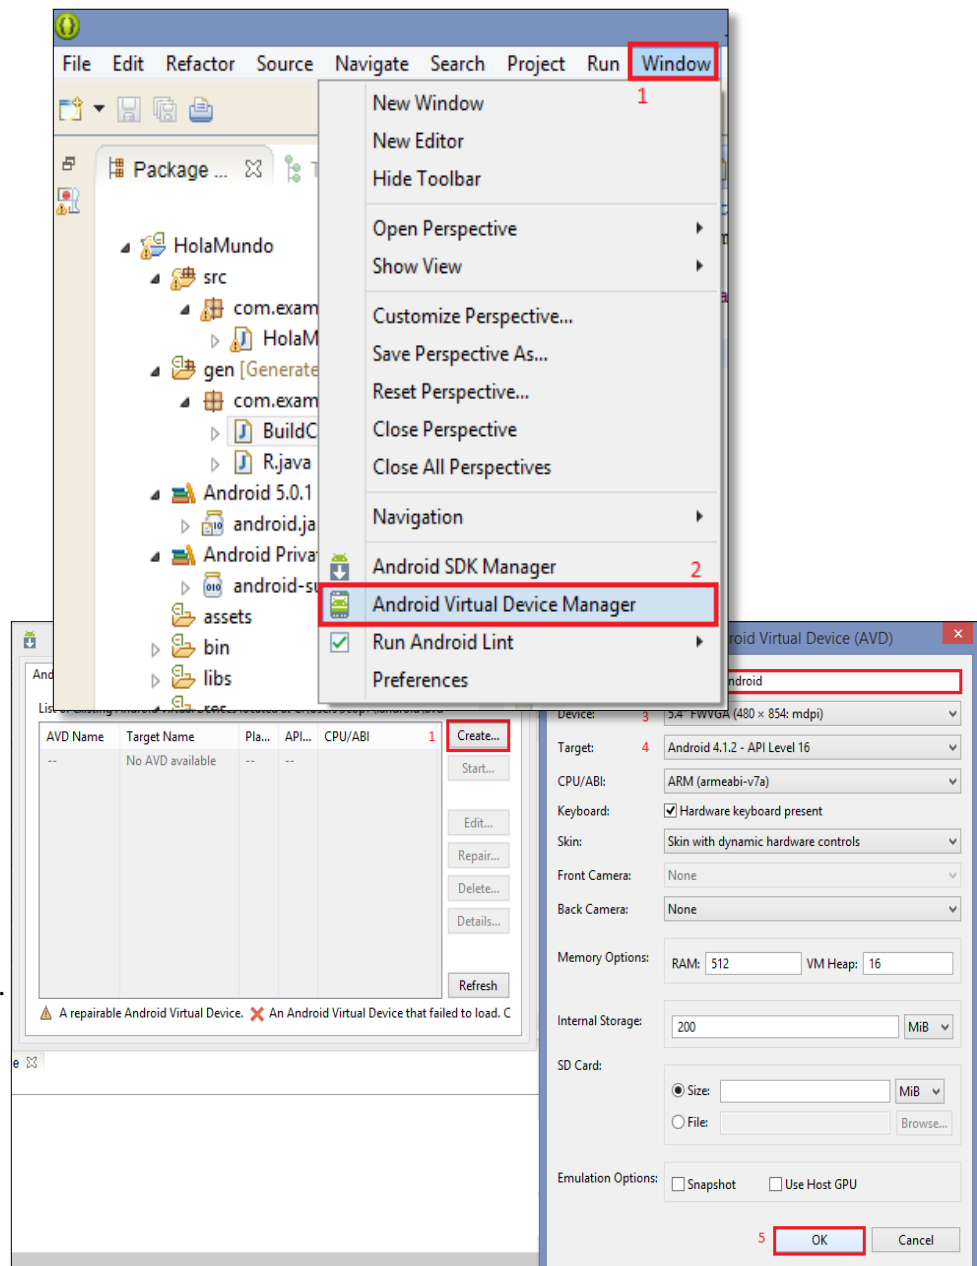 File Edit Refactor Source Navigate Search Project Run Window
1
New Window
New Editor
Hide Toolbar
Open Perspective
Show View
Customize Perspective...
Save Perspective As...
Reset Perspective...
Close Perspective
Close All Perspectives
Navigation
Android SDK Manager 2
Android Virtual Device Manager
Run Android Lint
Preferences
Package ...
HolaMundo
src
com.exam
HolaM
gen [Generate
com.exam
BuildC
R.java
Android 5.0.1
android.ja
Android Priva
android-su
assets
bin
libs
AVD Name Target Name Pla... API... CPU/ABI 1 Create...
-- No AVD available -- --
Start...
Edit...
Repair...
Delete...
Details...
Refresh
A repairable Android Virtual Device. An Android Virtual Device that failed to load. C
roid Virtual Device (AVD)
ndroid
Device: 3 5.4" FWVGA (480 × 854: mdpi)
Target: 4 Android 4.1.2 - API Level 16
CPU/ABI: ARM (armeabi-v7a)
Keyboard: Hardware keyboard present
Skin: Skin with dynamic hardware controls
Front Camera: None
Back Camera: None
Memory Options: RAM: 512 VM Heap: 16
Internal Storage: 200 MiB
SD Card:
Size: MiB
File: Browse...
Emulation Options: Snapshot Use Host GPU
5 OK Cancel